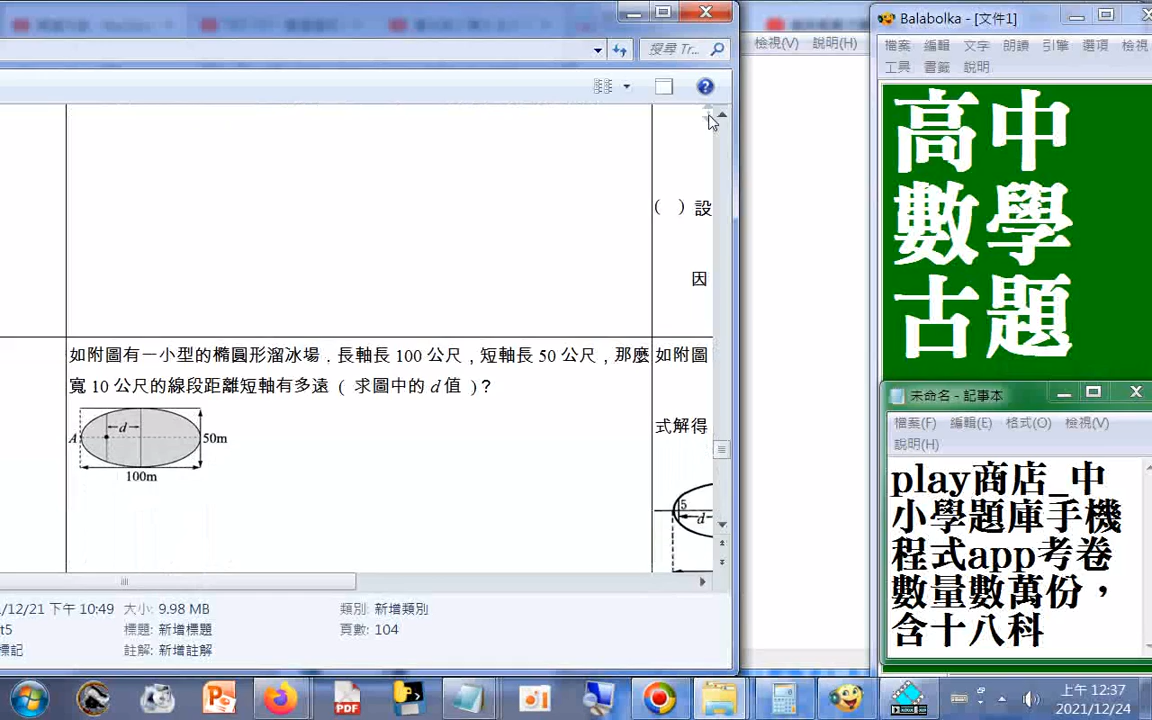 搜尋 Tr...
檢視(V) 說明(H)
Balabolka - [文件1]
檔案 編輯 文字 朗讀 引擎 選項 檢視
工具 書籤 說明
高中
數學
古題
( ) 設
因
如附圖有一小型的橢圓形溜冰場．長軸長 100 公尺，短軸長 50 公尺，那麼
寬 10 公尺的線段距離短軸有多遠 ( 求圖中的 d 值 )？
如附圖
式解得
d
A
50m
100m
5
d
未命名 - 記事本
檔案(F) 編輯(E) 格式(O) 檢視(V)
說明(H)
play商店_中
小學題庫手機
程式app考卷
數量數萬份，
含十八科
/12/21 下午 10:49 大小: 9.98 MB 類別: 新增類別
t5 標題: 新增標題 頁數: 104
標記 註解: 新增註解
PDF
上午 12:37
2021/12/24